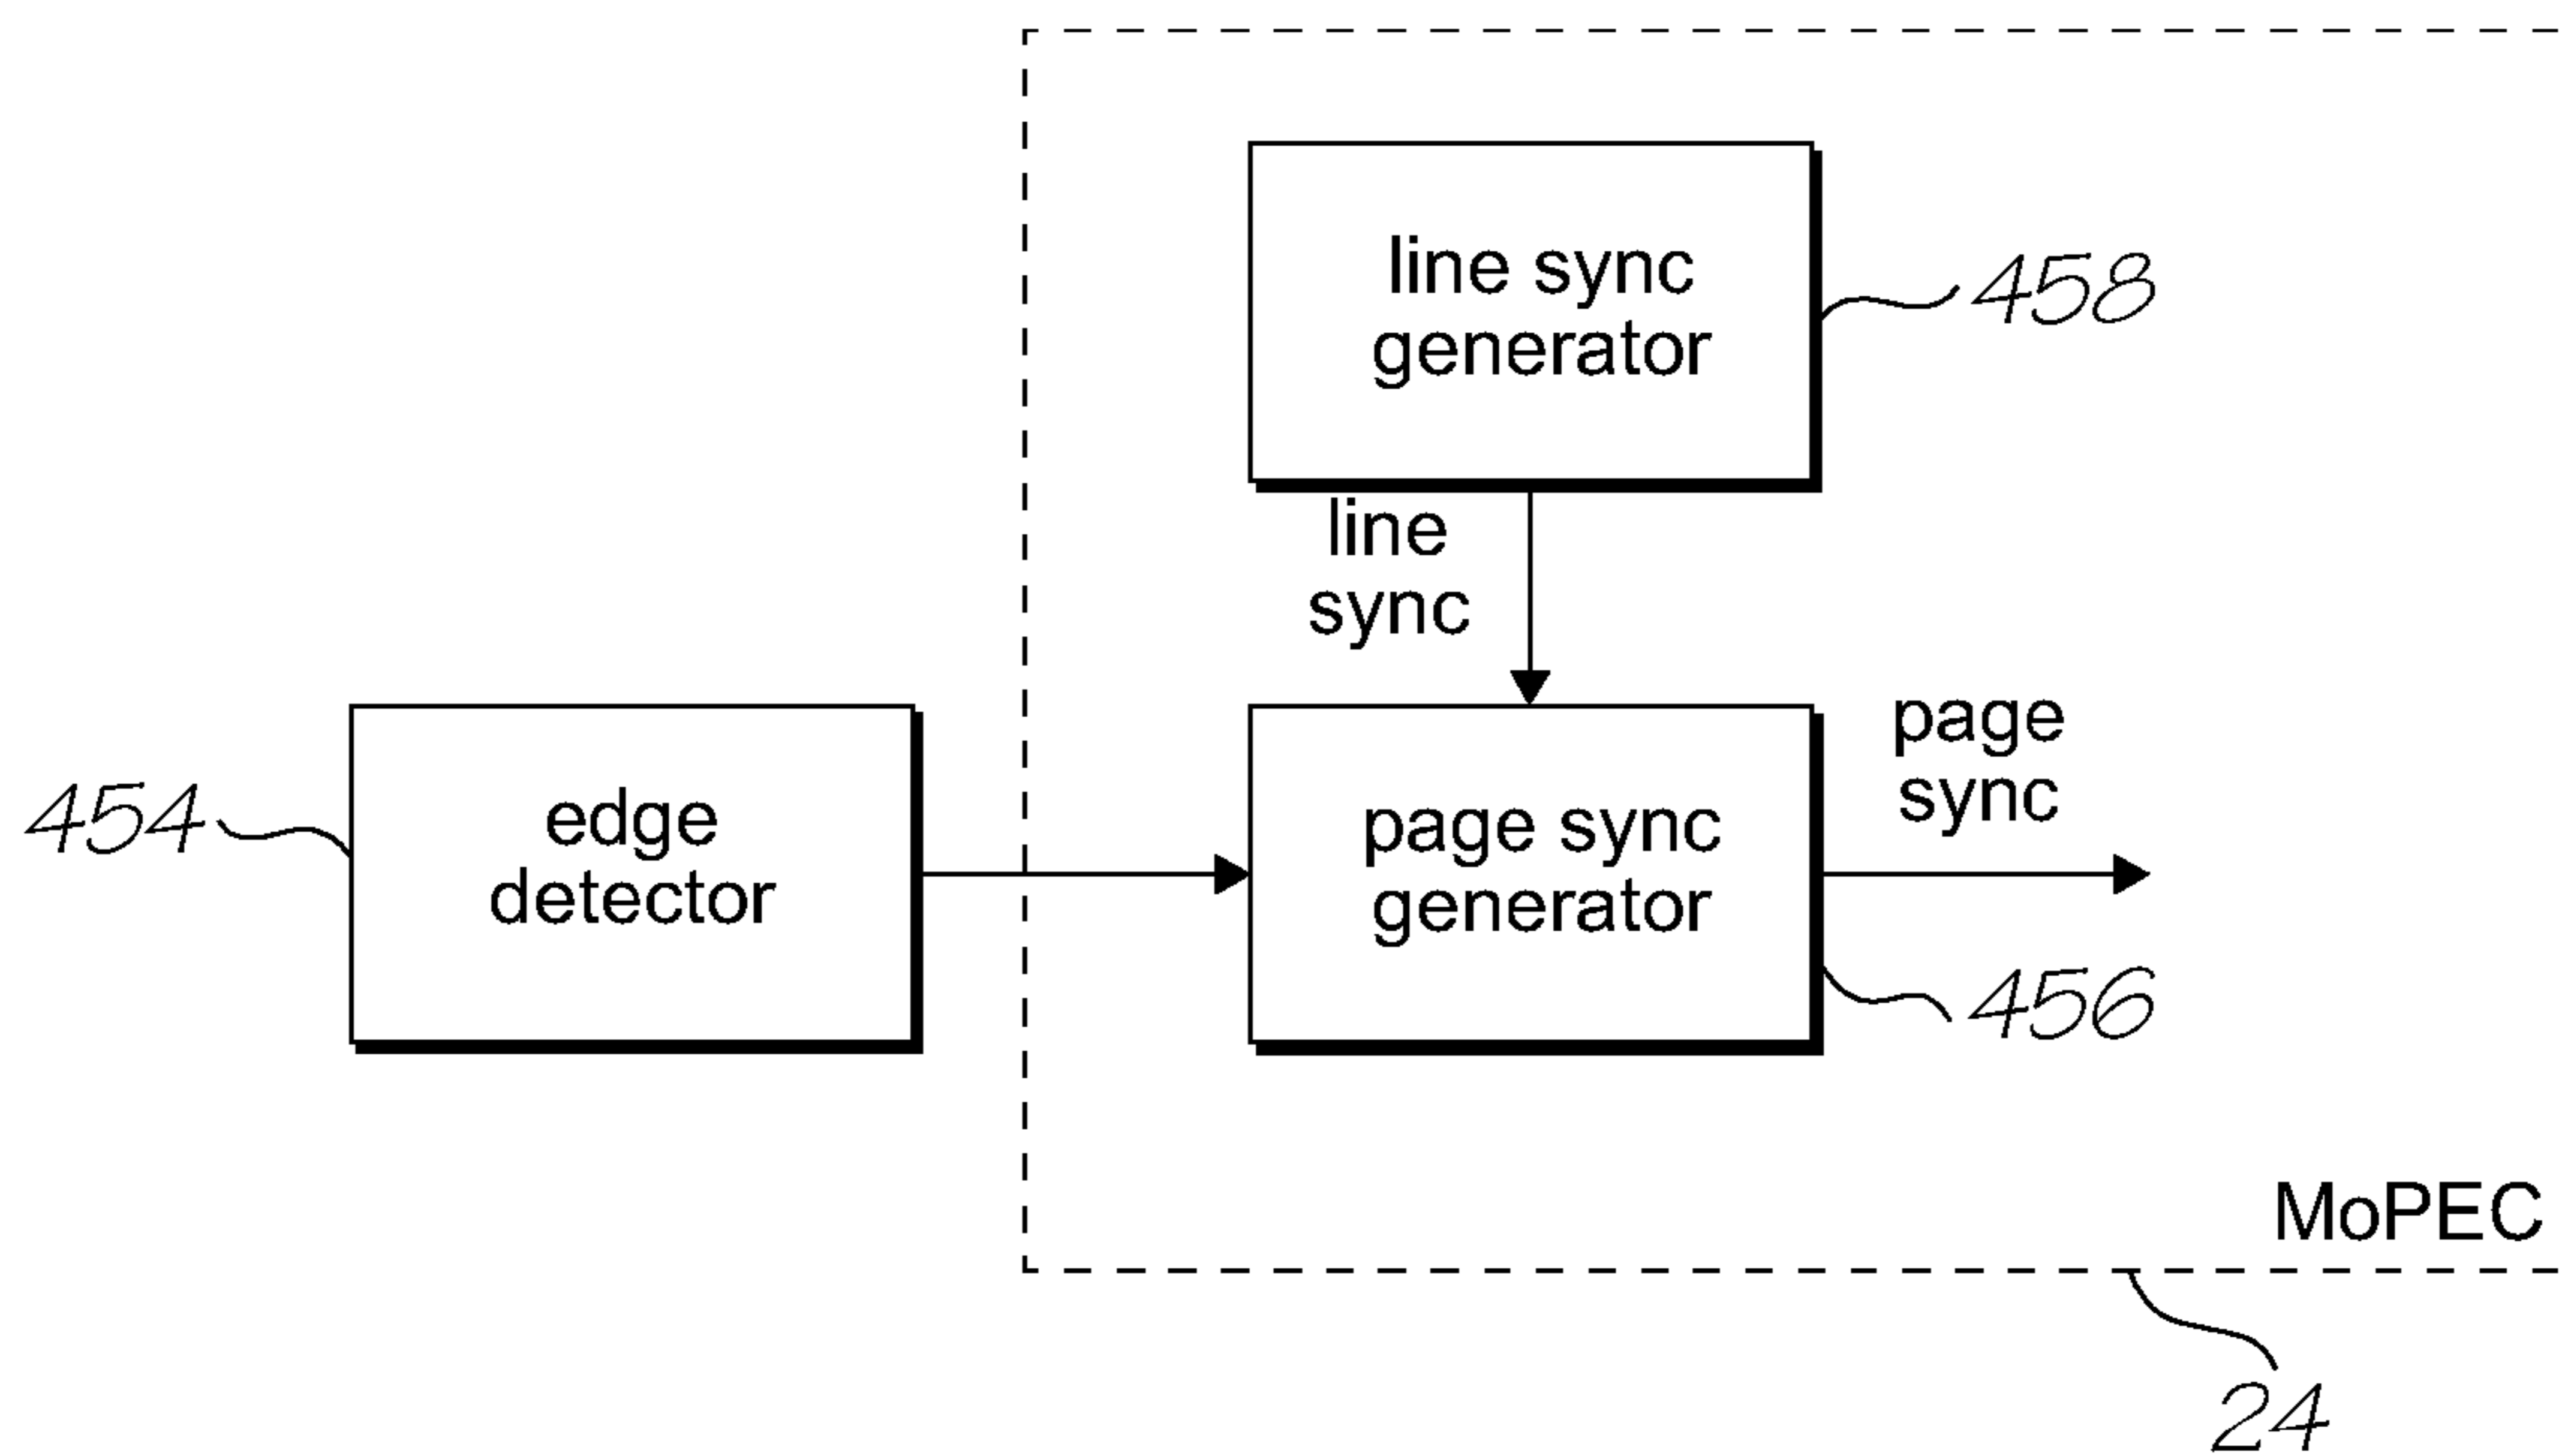 line sync
generator
458
line
sync
454
edge
detector
page sync
generator
page
sync
456
MoPEC
24